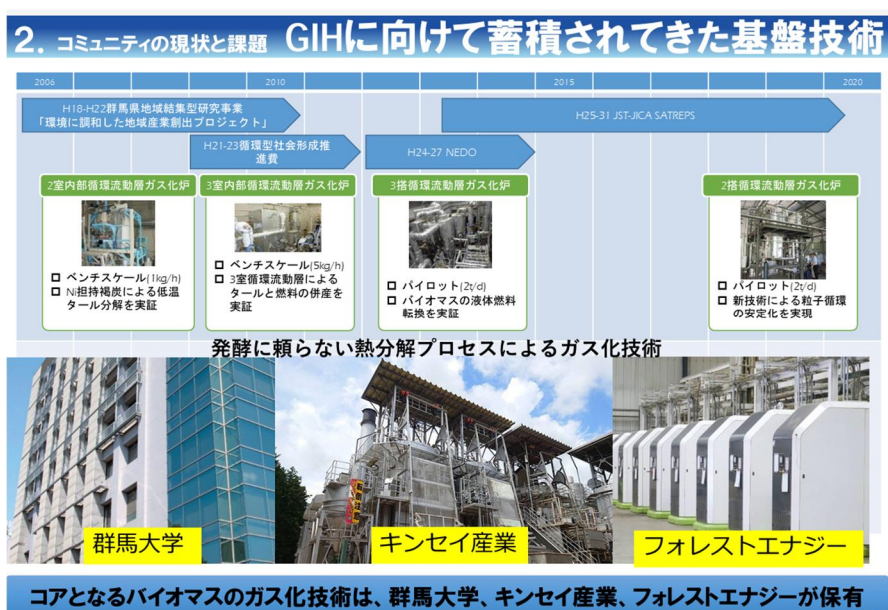 2. コミュニティの現状と課題 GIHに向けて蓄積されてきた基盤技術
2006 2010 2015 2020
H18-H22群馬県地域結集型研究事業
「環境に調和した地域産業創出プロジェクト」
H25-31 JST-JICA SATREPS
H21-23循環型社会形成推
進費
H24-27 NEDO
2室内部循環流動層ガス化炉
ベンチスケール(1kg/h)
Ni担持褐炭による低温
タール分解を実証
3室内部循環流動層ガス化炉
ベンチスケール(5kg/h)
3室循環流動層による
タールと燃料の併産を
実証
3搭循環流動層ガス化炉
パイロット(2t/d)
バイオマスの液体燃料
転換を実証
2搭循環流動層ガス化炉
パイロット(2t/d)
新技術による粒子循環
の安定化を実現
発酵に頼らない熱分解プロセスによるガス化技術
群馬大学
キンセイ産業
フォレストエナジー
コアとなるバイオマスのガス化技術は、群馬大学、キンセイ産業、フォレストエナジーが保有